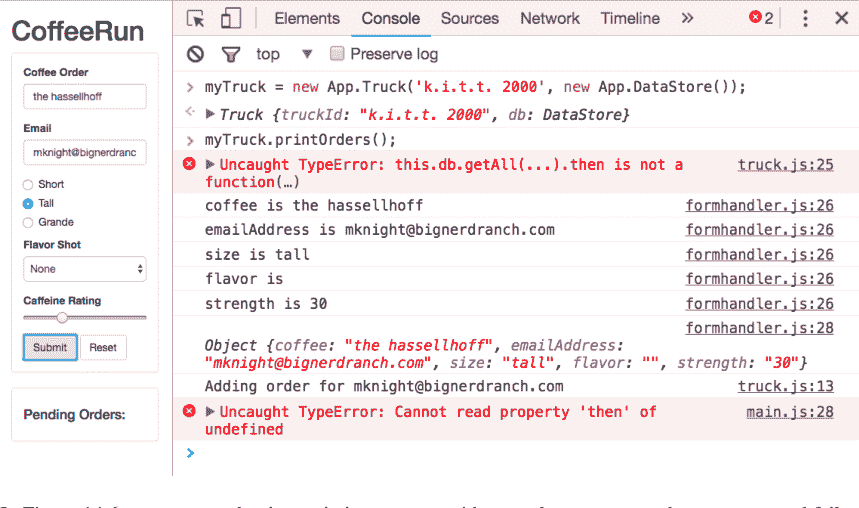 CoffeeRun
Coffee Order
the hassellhoff
Email
mknight@bignerdranc
Short
Tall
Grande
Flavor Shot
None
Caffeine Rating
Submit Reset
Pending Orders:
Elements Console Sources Network Timeline » 2
top Preserve log
> myTruck = new App.Truck('k.i.t.t. 2000', new App.DataStore());
Truck {truckId: "k.i.t.t. 2000", db: DataStore}
> myTruck.printOrders();
Uncaught TypeError: this.db.getAll(...).then is not a truck.js:25
function(…)
coffee is the hassellhoff formhandler.js:26
emailAddress is mknight@bignerdranch.com formhandler.js:26
size is tall formhandler.js:26
flavor is formhandler.js:26
strength is 30 formhandler.js:26
formhandler.js:28
Object {coffee: "the hassellhoff", emailAddress:
"mknight@bignerdranch.com", size: "tall", flavor: "", strength: "30"}
Adding order for mknight@bignerdranch.com truck.js:13
Uncaught TypeError: Cannot read property 'then' of main.js:28
undefined
>